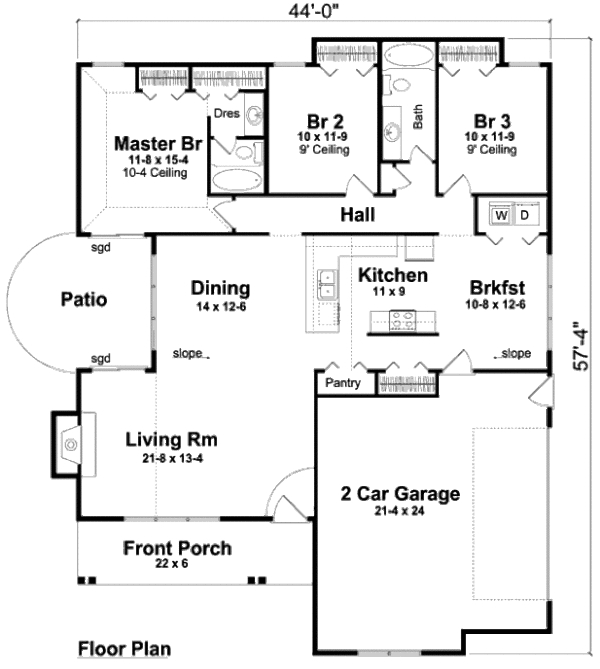 44'-0"
Dres
Bath
Master Br
11-8 x 15-4
10-4 Ceiling
Br 2
10 x 11-9
9' Ceiling
Br 3
10 x 11-9
9' Ceiling
Hall
W D
sgd
Patio
sgd
Dining
14 x 12-6
Kitchen
11 x 9
Brkfst
10-8 x 12-6
57'-4"
slope
slope
Pantry
Living Rm
21-8 x 13-4
2 Car Garage
21-4 x 24
Front Porch
22 x 6
Floor Plan